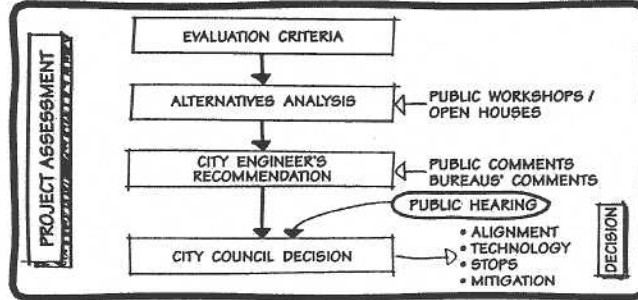 PROJECT ASSESSMENT
EVALUATION CRITERIA
ALTERNATIVES ANALYSIS
PUBLIC WORKSHOPS /
OPEN HOUSES
CITY ENGINEER'S
RECOMMENDATION
PUBLIC COMMENTS
BUREAUS' COMMENTS
PUBLIC HEARING
CITY COUNCIL DECISION
• ALIGNMENT
• TECHNOLOGY
• STOPS
• MITIGATION
DECISION